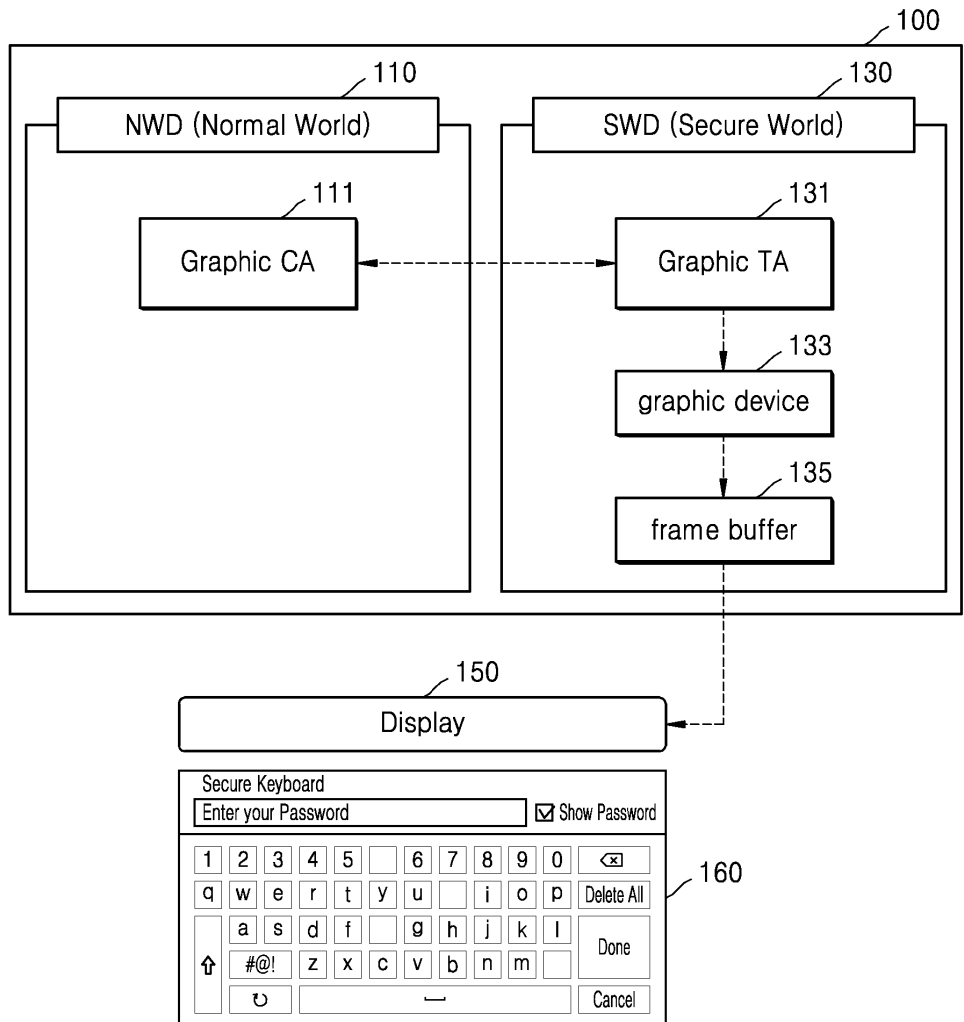 100
110
130
NWD (Normal World)
SWD (Secure World)
111
131
Graphic CA
Graphic TA
133
graphic device
135
frame buffer
150
Display
Secure Keyboard
Enter your Password
Show Password
1 2 3 4 5 6 7 8 9 0
160
q w e r t y u i o p Delete All
a s d f g h j k l Done
#@! z x c v b n m
Cancel